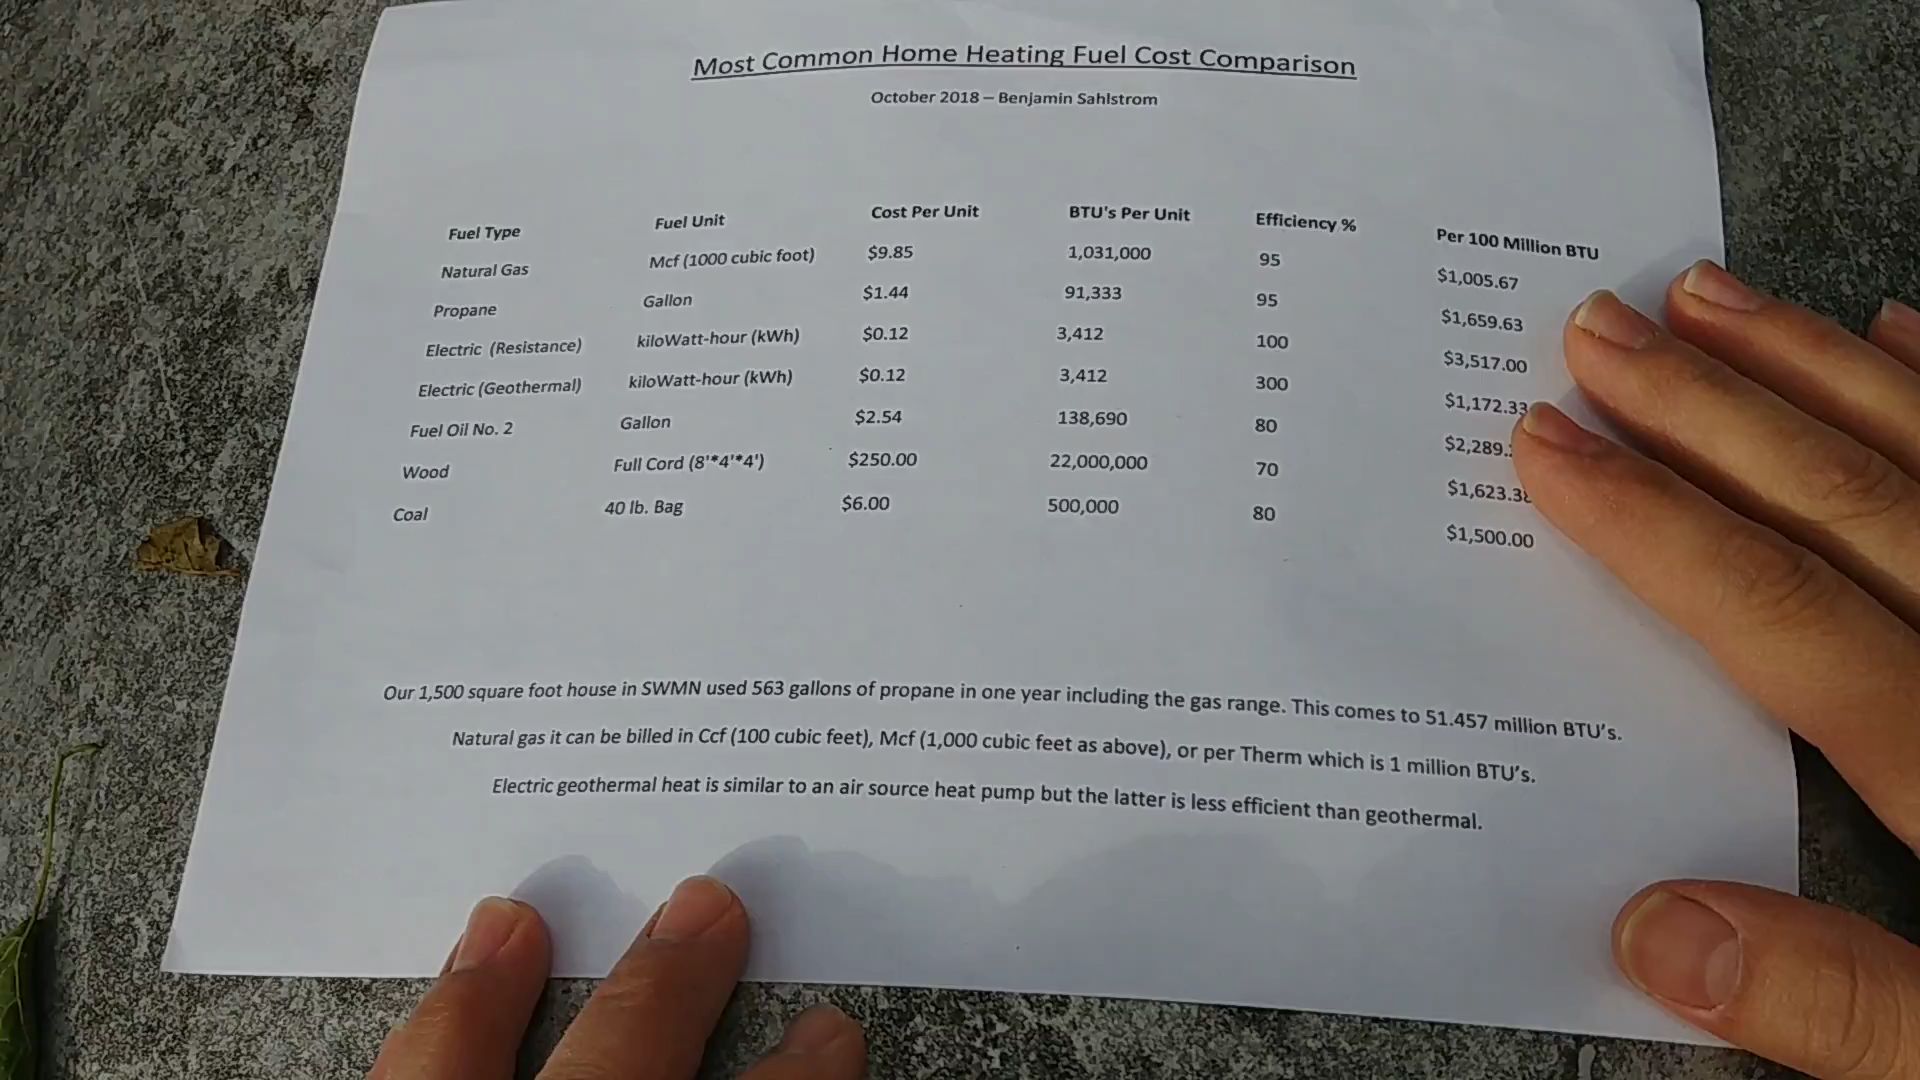 Most Common Home Heating Fuel Cost Comparison
October 2018 – Benjamin Sahlstrom
Fuel Type Fuel Unit Cost Per Unit BTU's Per Unit Efficiency % Per 100 Million BTU
Natural Gas Mcf (1000 cubic foot) $9.85 1,031,000 95 $1,005.67
Propane Gallon $1.44 91,333 95 $1,659.63
Electric (Resistance) kiloWatt-hour (kWh) $0.12 3,412 100 $3,517.00
Electric (Geothermal) kiloWatt-hour (kWh) $0.12 3,412 300 $1,172.33
Fuel Oil No. 2 Gallon $2.54 138,690 80 $2,289.
Wood Full Cord (8'*4'*4') $250.00 22,000,000 70 $1,623.3
Coal 40 lb. Bag $6.00 500,000 80 $1,500.00
Our 1,500 square foot house in SWMN used 563 gallons of propane in one year including the gas range. This comes to 51.457 million BTU's.
Natural gas it can be billed in Ccf (100 cubic feet), Mcf (1,000 cubic feet as above), or per Therm which is 1 million BTU's.
Electric geothermal heat is similar to an air source heat pump but the latter is less efficient than geothermal.